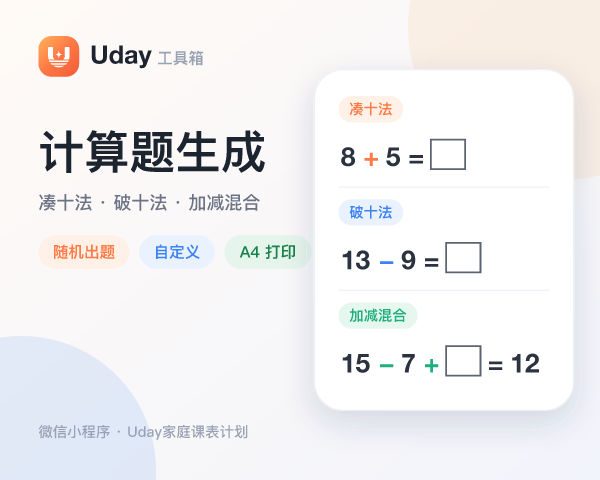 Uday 工具箱
计算题生成
凑十法 · 破十法 · 加减混合
随机出题 自定义 A4 打印
微信小程序 · Uday家庭课表计划
凑十法
8 + 5 = □
破十法
13 − 9 = □
加减混合
15 − 7 + □ = 12